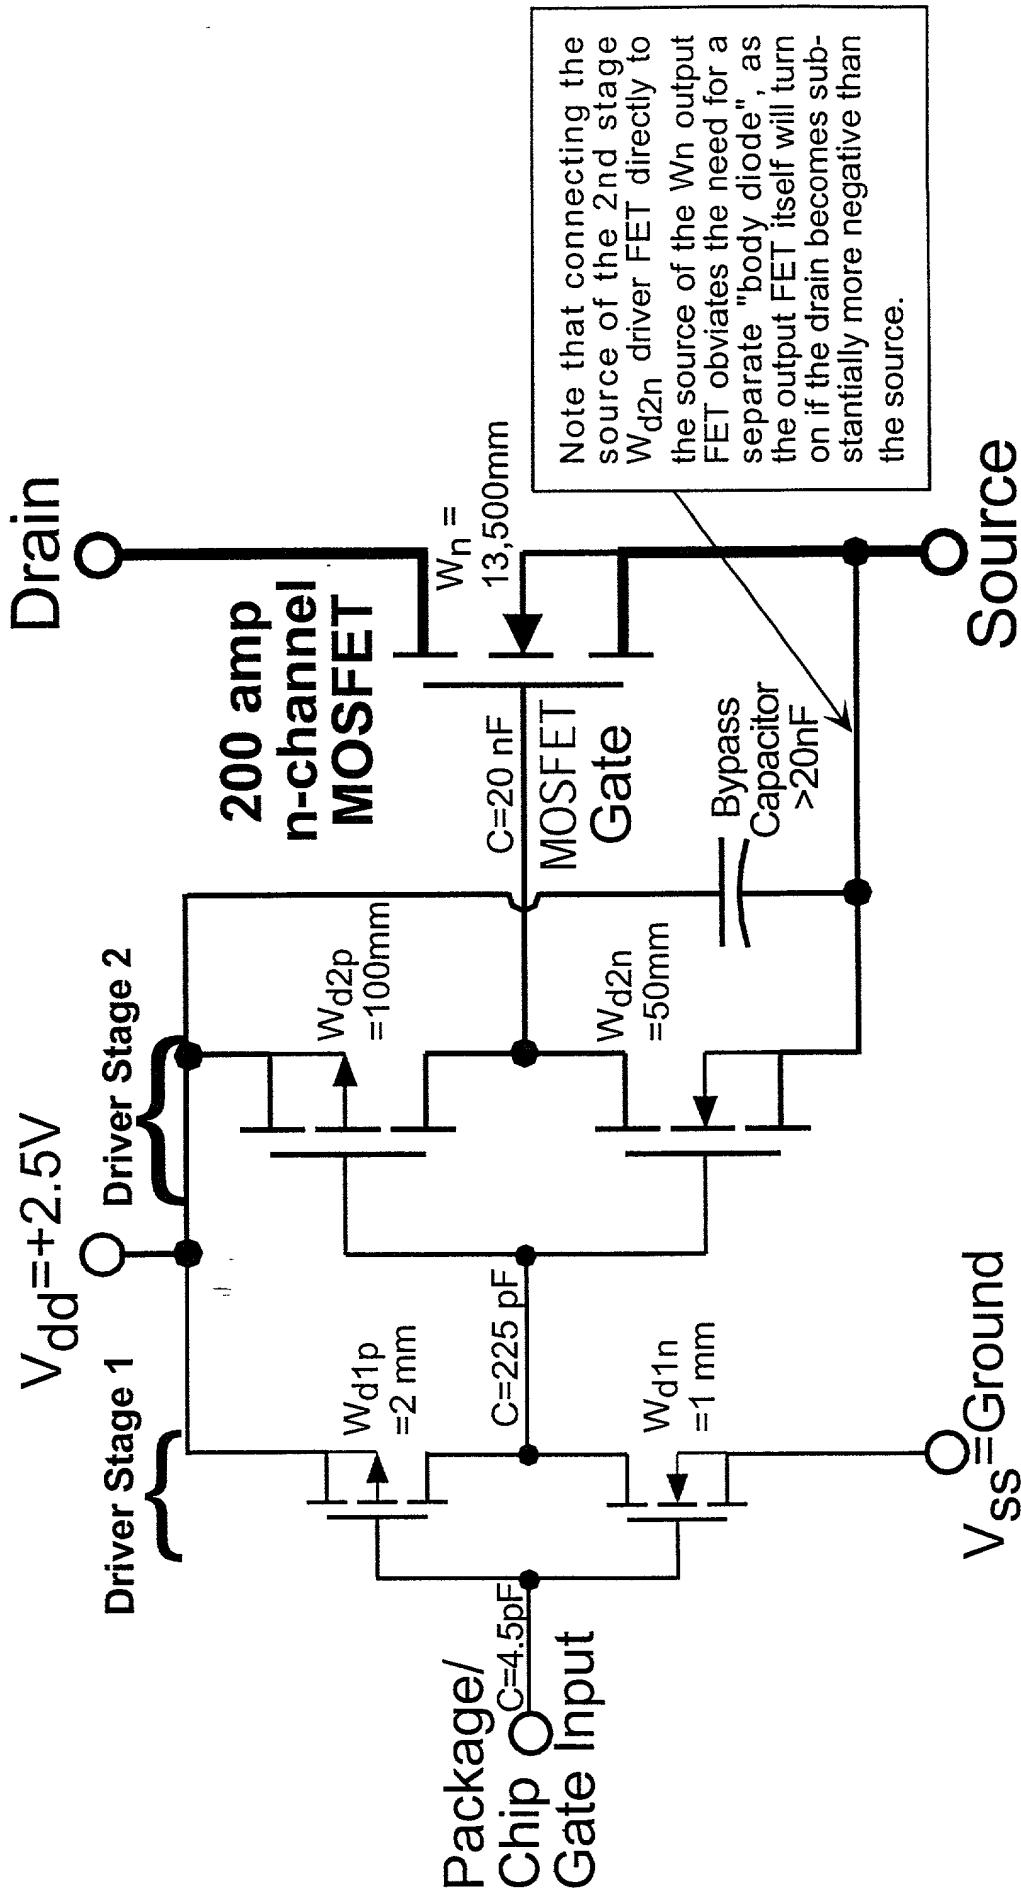 Package/
Chip
Gate Input
C=4.5pF
Driver Stage 1
Wd1p
=2 mm
C=225 pF
Wd1n
=1 mm
Vss=Ground
Vdd=+2.5V
Driver Stage 2
Wd2p
=100mm
Wd2n
=50mm
200 amp
n-channel
MOSFET
C=20 nF
MOSFET
Gate
Bypass
Capacitor
>20nF
Drain
Wn =
13,500mm
Source
Note that connecting the
source of the 2nd stage
Wd2n driver FET directly to
the source of the Wn output
FET obviates the need for a
separate "body diode", as
the output FET itself will turn
on if the drain becomes sub-
stantially more negative than
the source.